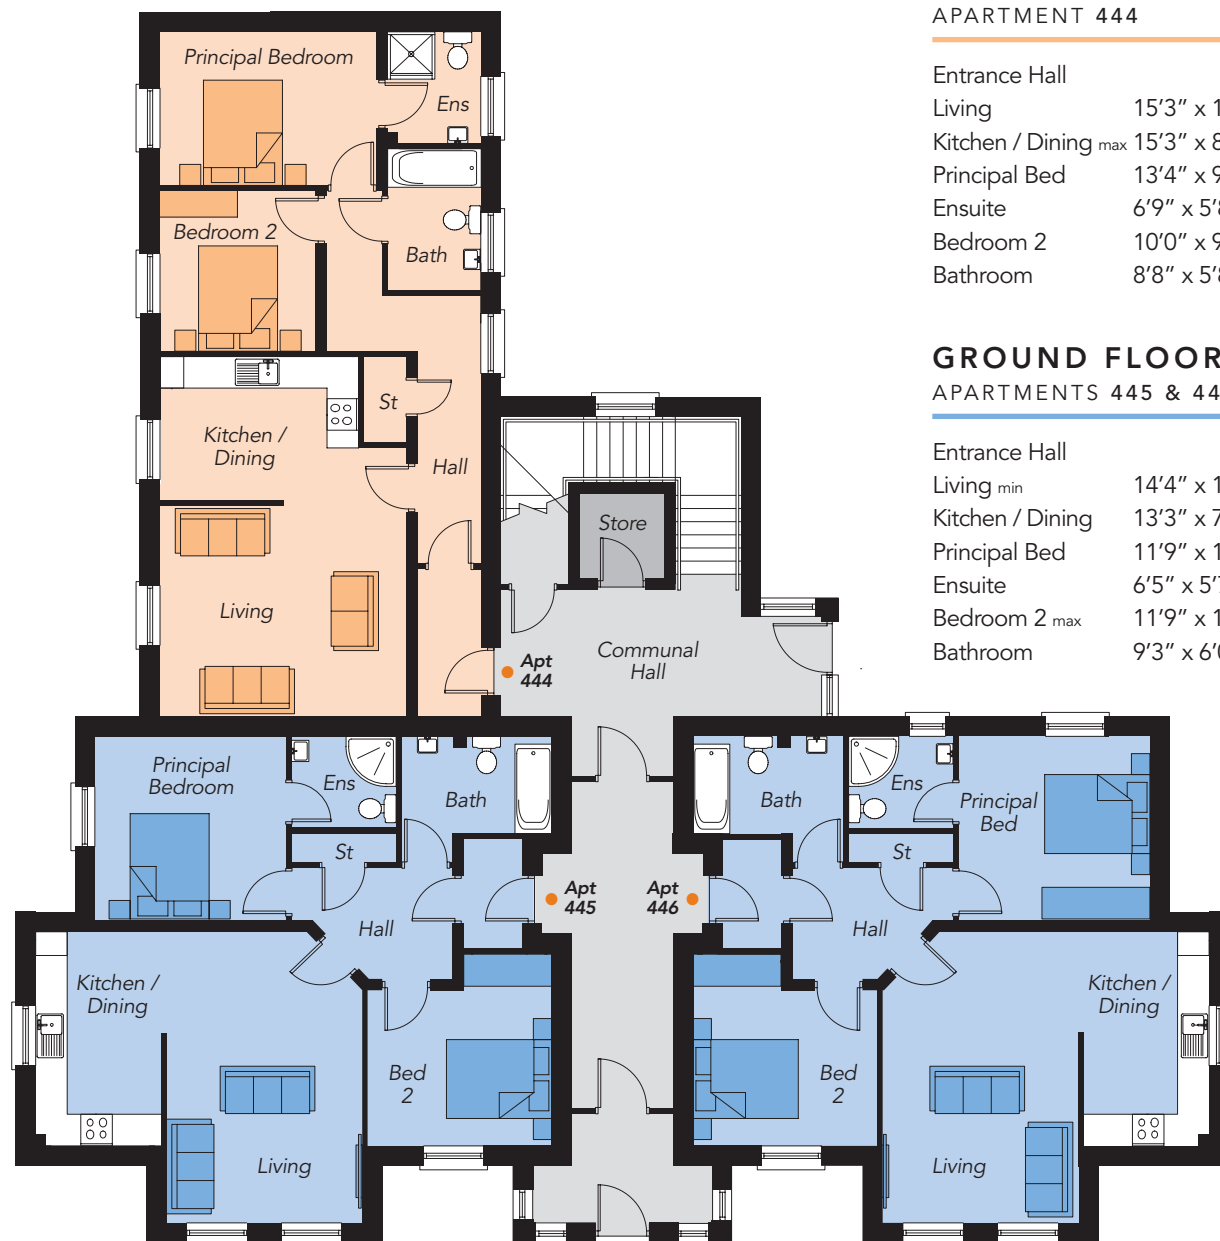 APARTMENT 444
Entrance Hall
Living 15'3" x 1
Kitchen / Dining max 15'3" x 8
Principal Bed 13'4" x 9
Ensuite 6'9" x 5'8
Bedroom 2 10'0" x 9
Bathroom 8'8" x 5'8
GROUND FLOOR
APARTMENTS 445 & 44
Entrance Hall
Living min 14'4" x 1
Kitchen / Dining 13'3" x 7
Principal Bed 11'9" x 1
Ensuite 6'5" x 5'7
Bedroom 2 max 11'9" x 1
Bathroom 9'3" x 6'0
Principal Bedroom
Ens
Bedroom 2
Bath
St
Kitchen /
Dining
Hall
Living
Store
Communal
Hall
Apt
444
Principal
Bedroom
Ens
Bath
St
Hall
Apt
445
Kitchen /
Dining
Bed
2
Living
Apt
446
Bath
Ens
Principal
Bed
St
Hall
Kitchen /
Dining
Bed
2
Living